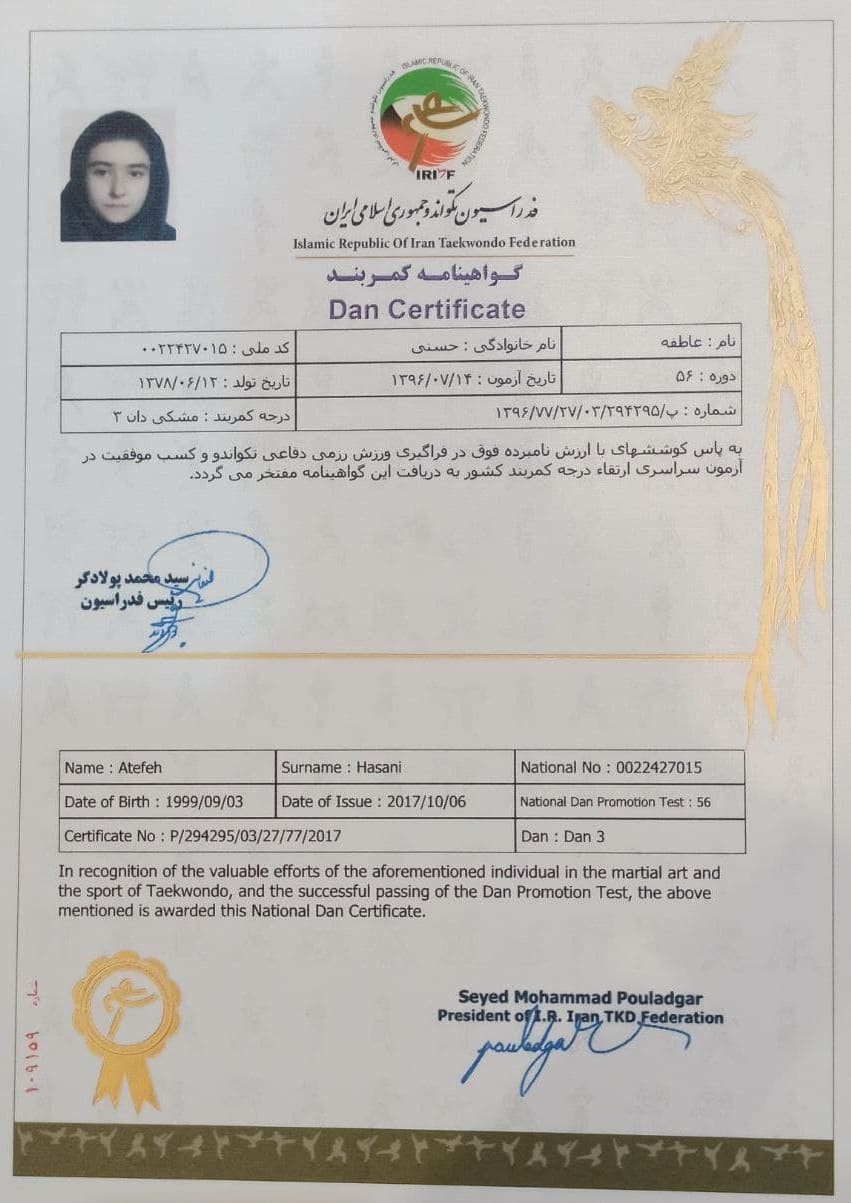 ISLAMIC REPUBLIC OF IRAN TAEKWONDO FEDERATION
IRITF
فدراسیون تکواندو جمهوری اسلامی ایران
Islamic Republic Of Iran Taekwondo Federation
گواهینامه کمربند
Dan Certificate
نام : عاطفه نام خانوادگی : حسنی کد ملی : ۰۰۲۲۴۲۷۰۱۵
دوره : ۵۶ تاریخ آزمون : ۱۳۹۶/۰۷/۱۴ تاریخ تولد : ۱۳۷۸/۰۶/۱۲
شماره : پ/۱۳۹۶/۷۷/۲۷/۰۳/۲۹۴۲۹۵ درجه کمربند : مشکی دان ۳
به پاس کوششهای با ارزش نامبرده فوق در فراگیری ورزش رزمی دفاعی تکواندو و کسب موفقیت در
آزمون سراسری ارتقاء درجه کمربند کشور به دریافت این گواهینامه مفتخر می گردد.
سید محمد پولادگر
رییس فدراسیون
Name : Atefeh Surname : Hasani National No : 0022427015
Date of Birth : 1999/09/03 Date of Issue : 2017/10/06 National Dan Promotion Test : 56
Certificate No : P/294295/03/27/77/2017 Dan : Dan 3
In recognition of the valuable efforts of the aforementioned individual in the martial art and
the sport of Taekwondo, and the successful passing of the Dan Promotion Test, the above
mentioned is awarded this National Dan Certificate.
شماره ۱۰۹۱۵۹
Seyed Mohammad Pouladgar
President of I.R. Iran TKD Federation
pouladgar